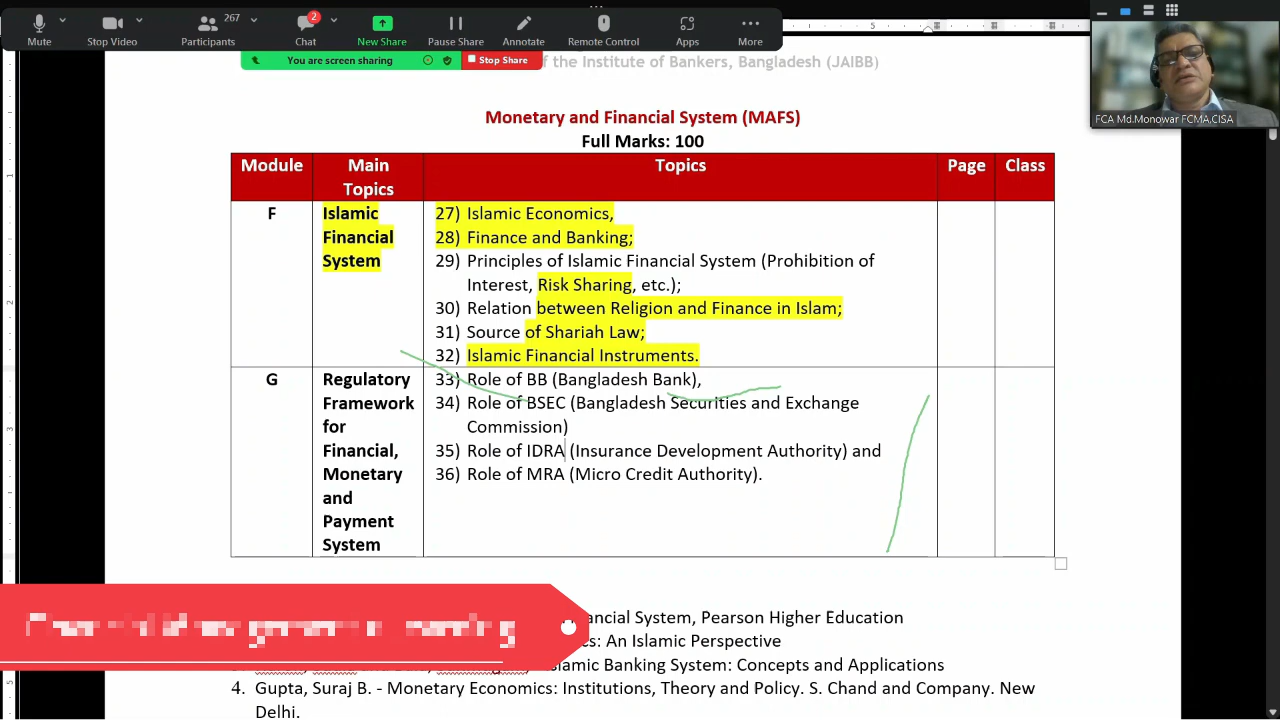 Mute
Stop Video
Participants
267
Chat
2
New Share
Pause Share
Annotate
Remote Control
Apps
More
You are screen sharing
Stop Share
5
f the Institute of Bankers, Bangladesh (JAIBB)
FCA Md.Monowar FCMA,CISA
Monetary and Financial System (MAFS)
Full Marks: 100
Module
Main Topics
Topics
Page
Class
F
Islamic
Financial
System
27) Islamic Economics,
28) Finance and Banking;
29) Principles of Islamic Financial System (Prohibition of
Interest, Risk Sharing, etc.);
30) Relation between Religion and Finance in Islam;
31) Source of Shariah Law;
32) Islamic Financial Instruments.
G
Regulatory
Framework
for
Financial,
Monetary
and
Payment
System
33) Role of BB (Bangladesh Bank),
34) Role of BSEC (Bangladesh Securities and Exchange
Commission)
35) Role of IDRA (Insurance Development Authority) and
36) Role of MRA (Micro Credit Authority).
nancial System, Pearson Higher Education
s: An Islamic Perspective
slamic Banking System: Concepts and Applications
4. Gupta, Suraj B. - Monetary Economics: Institutions, Theory and Policy. S. Chand and Company. New
Delhi.